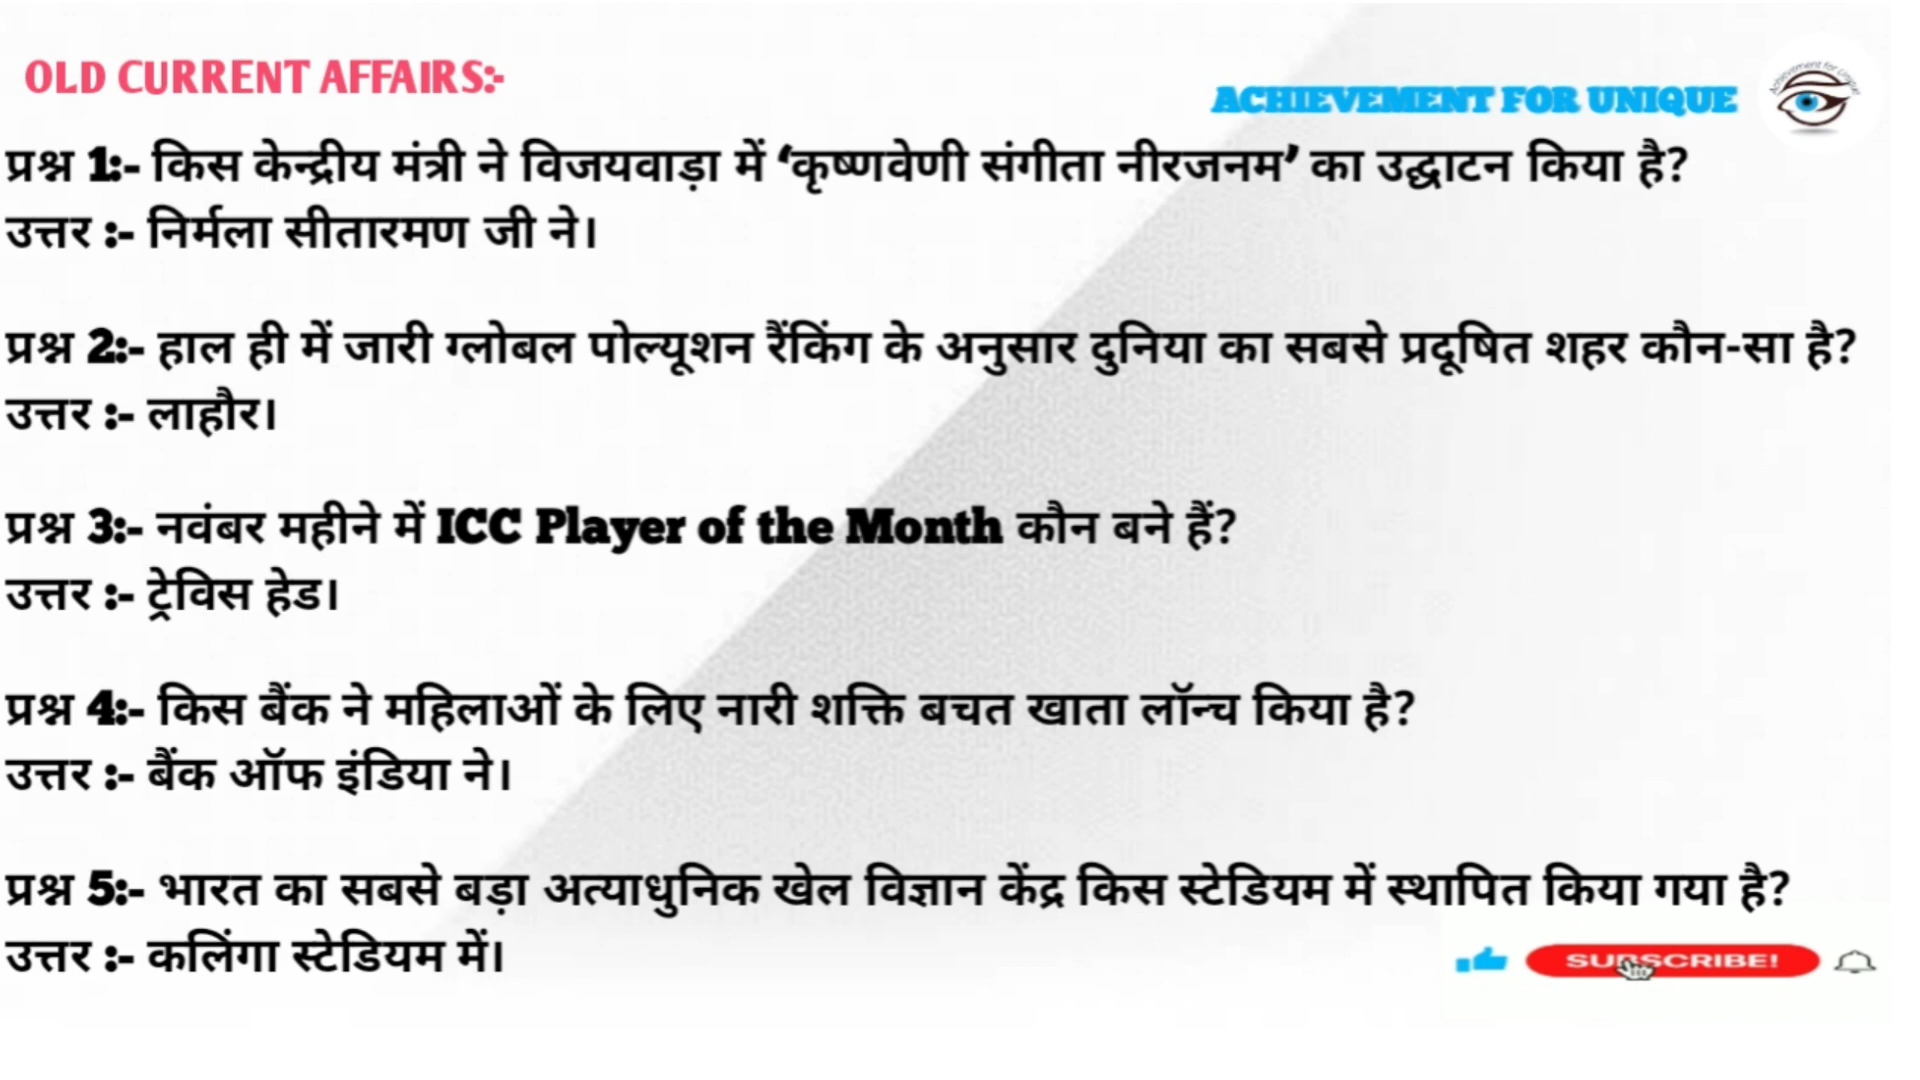 OLD CURRENT AFFAIRS:-
ACHIEVEMENT FOR UNIQUE
Achievement for Unique
प्रश्न 1:- किस केन्द्रीय मंत्री ने विजयवाड़ा में ‘कृष्णवेणी संगीता नीरजनम’ का उद्घाटन किया है?
उत्तर :- निर्मला सीतारमण जी ने।
प्रश्न 2:- हाल ही में जारी ग्लोबल पोल्यूशन रैंकिंग के अनुसार दुनिया का सबसे प्रदूषित शहर कौन-सा है?
उत्तर :- लाहौर।
प्रश्न 3:- नवंबर महीने में ICC Player of the Month कौन बने हैं?
उत्तर :- ट्रेविस हेड।
प्रश्न 4:- किस बैंक ने महिलाओं के लिए नारी शक्ति बचत खाता लॉन्च किया है?
उत्तर :- बैंक ऑफ इंडिया ने।
प्रश्न 5:- भारत का सबसे बड़ा अत्याधुनिक खेल विज्ञान केंद्र किस स्टेडियम में स्थापित किया गया है?
उत्तर :- कलिंगा स्टेडियम में।
SUBSCRIBE!